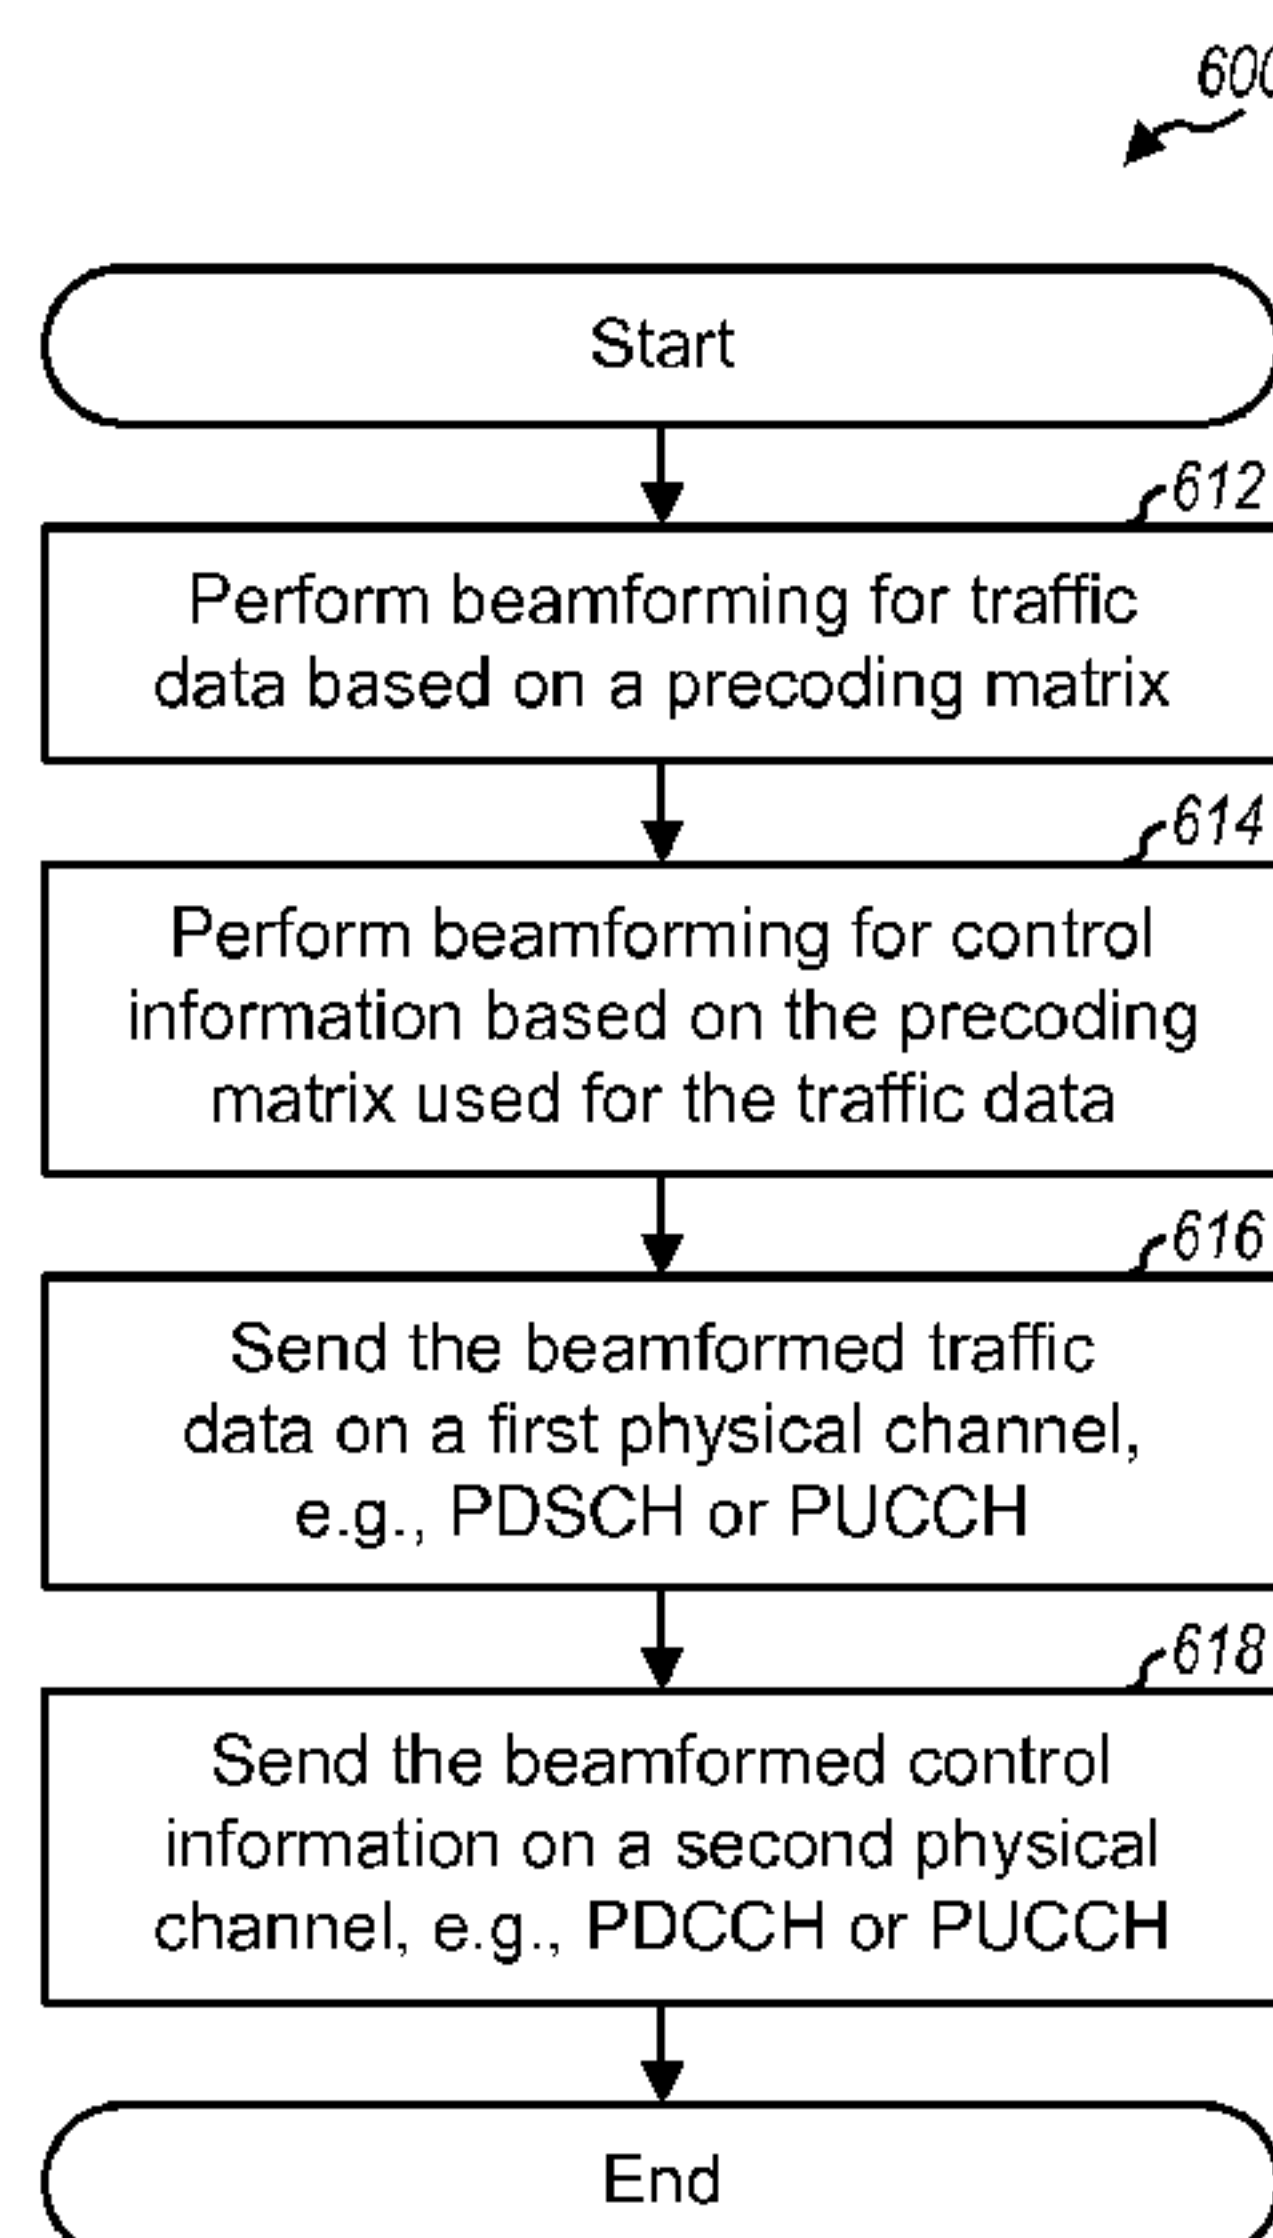 600
Start
612
Perform beamforming for traffic
data based on a precoding matrix
614
Perform beamforming for control
information based on the precoding
matrix used for the traffic data
616
Send the beamformed traffic
data on a first physical channel,
e.g., PDSCH or PUCCH
618
Send the beamformed control
information on a second physical
channel, e.g., PDCCH or PUCCH
End